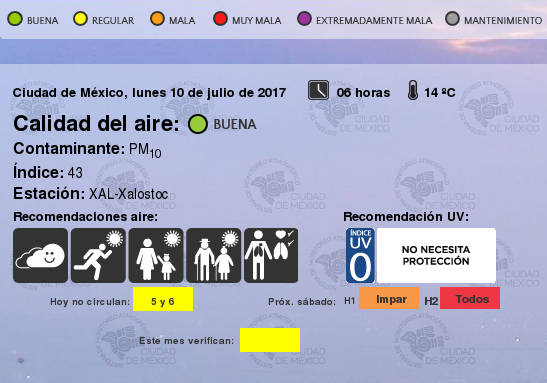 BUENA REGULAR MALA MUY MALA EXTREMADAMENTE MALA MANTENIMIENTO
Ciudad de México, lunes 10 de julio de 2017 06 horas 14 ºC
Calidad del aire: BUENA
Contaminante: PM10
Índice: 43
Estación: XAL-Xalostoc
Recomendaciones aire: Recomendación UV:
ÍNDICE
UV
0
NO NECESITA
PROTECCIÓN
Hoy no circulan: 5 y 6 Próx. sábado: H1 Impar H2 Todos
Este mes verifican:
CIUDAD
DE MÉXICO